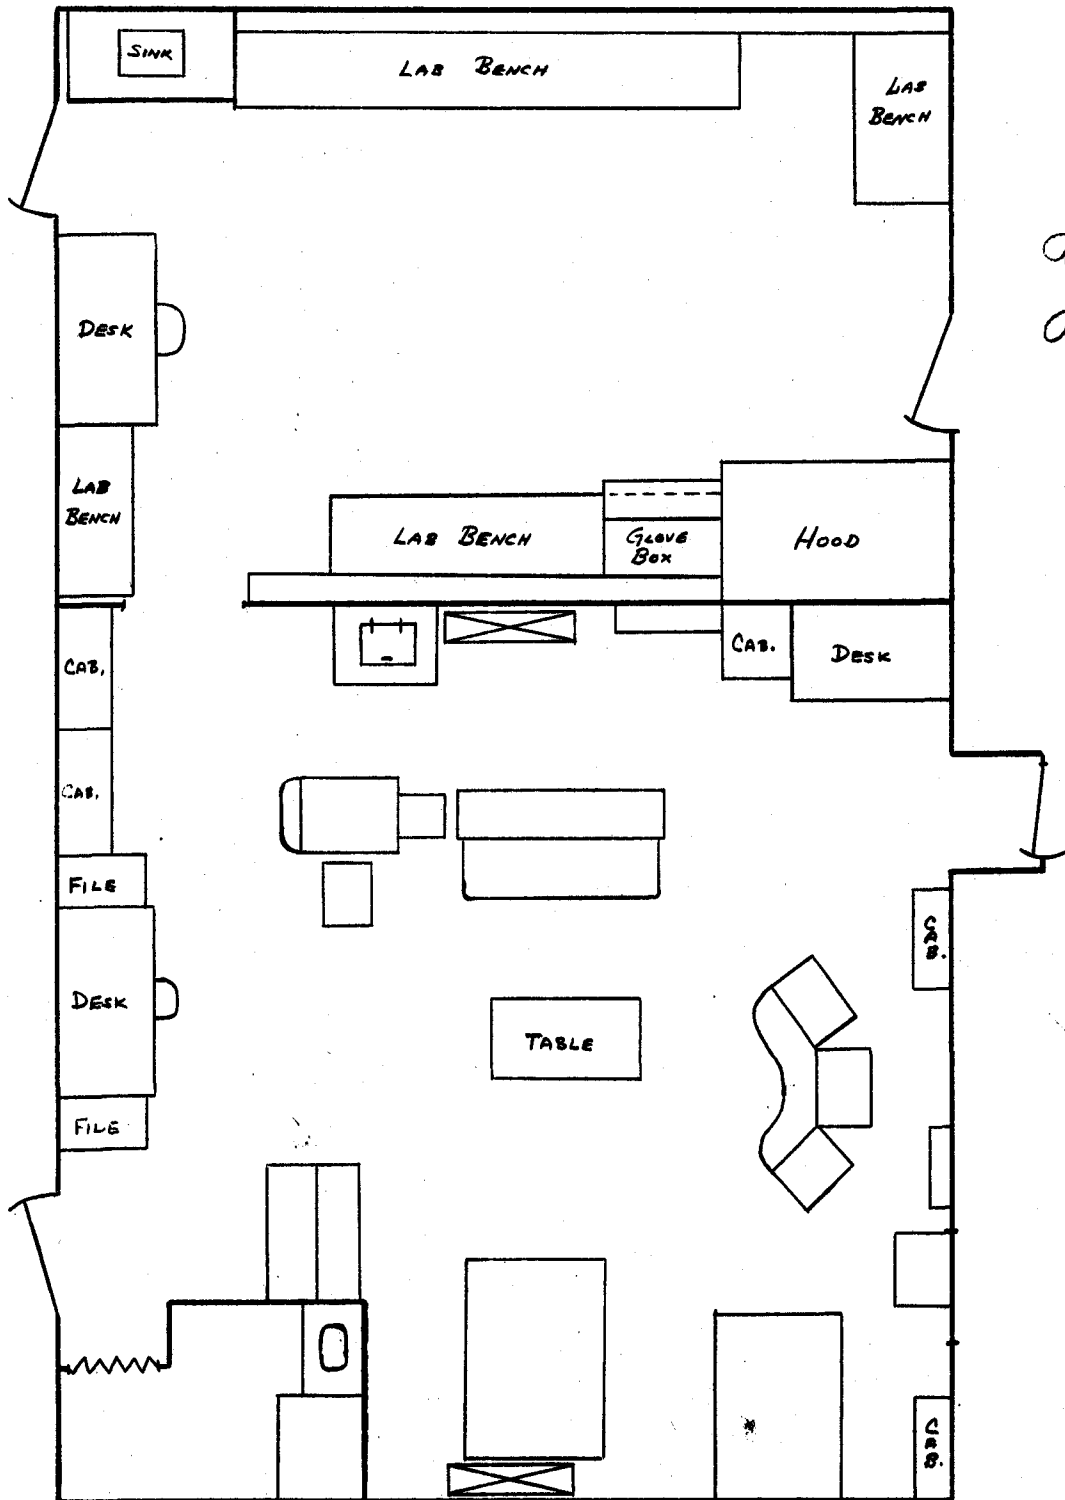 SINK
LAB BENCH
LAB
BENCH
DESK
LAB
BENCH
LAB BENCH
GLOVE
BOX
HOOD
CAB.
CAB.
DESK
CAB.
FILE
CAB.
DESK
TABLE
FILE
CAB.